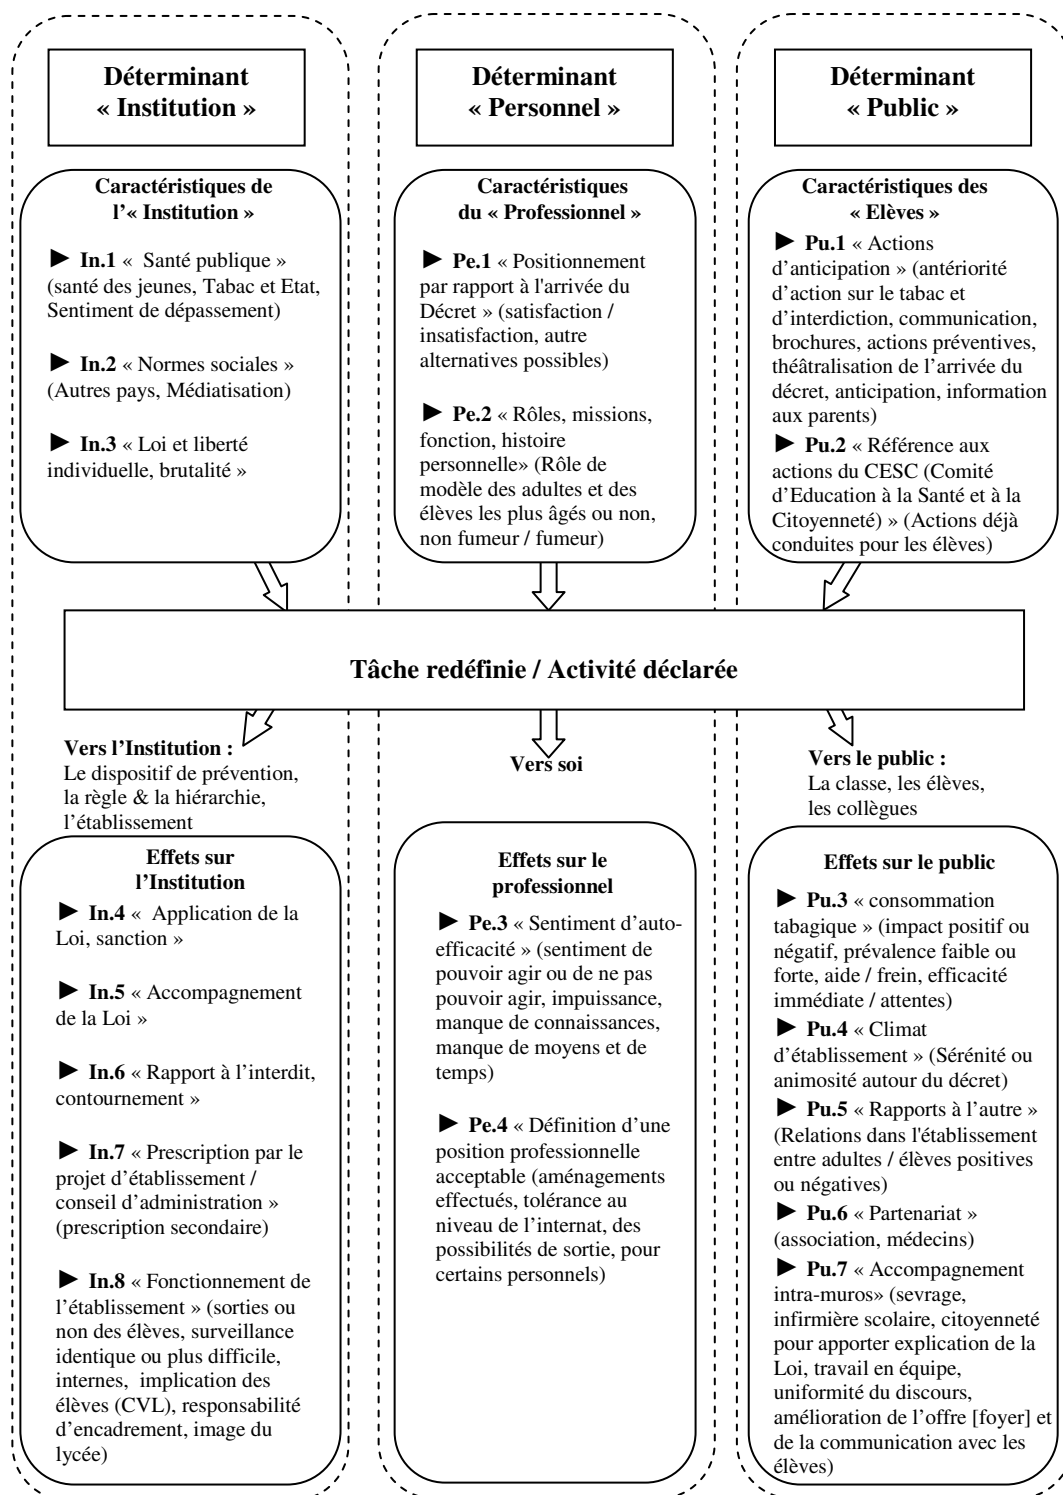 Déterminant
« Institution »
Caractéristiques de
l'« Institution »
► In.1 « Santé publique »
(santé des jeunes, Tabac et Etat,
Sentiment de dépassement)
► In.2 « Normes sociales »
(Autres pays, Médiatisation)
► In.3 « Loi et liberté
individuelle, brutalité »
Déterminant
« Personnel »
Caractéristiques
du « Professionnel »
► Pe.1 « Positionnement
par rapport à l'arrivée du
Décret » (satisfaction /
insatisfaction, autre
alternatives possibles)
► Pe.2 « Rôles, missions,
fonction, histoire
personnelle» (Rôle de
modèle des adultes et des
élèves les plus âgés ou non,
non fumeur / fumeur)
Déterminant
« Public »
Caractéristiques des
« Elèves »
► Pu.1 « Actions
d'anticipation » (antériorité
d'action sur le tabac et
d'interdiction, communication,
brochures, actions préventives,
théâtralisation de l'arrivée du
décret, anticipation, information
aux parents)
► Pu.2 « Référence aux
actions du CESC (Comité
d'Education à la Santé et à la
Citoyenneté) » (Actions déjà
conduites pour les élèves)
Tâche redéfinie / Activité déclarée
Vers l'Institution :
Le dispositif de prévention,
la règle & la hiérarchie,
l'établissement
Effets sur
l'Institution
► In.4 « Application de la
Loi, sanction »
► In.5 « Accompagnement
de la Loi »
► In.6 « Rapport à l'interdit,
contournement »
► In.7 « Prescription par le
projet d'établissement /
conseil d'administration »
(prescription secondaire)
► In.8 « Fonctionnement de
l'établissement » (sorties ou
non des élèves, surveillance
identique ou plus difficile,
internes, implication des
élèves (CVL), responsabilité
d'encadrement, image du
lycée)
Vers soi
Effets sur le
professionnel
► Pe.3 « Sentiment d'auto-
efficacité » (sentiment de
pouvoir agir ou de ne pas
pouvoir agir, impuissance,
manque de connaissances,
manque de moyens et de
temps)
► Pe.4 « Définition d'une
position professionnelle
acceptable (aménagements
effectués, tolérance au
niveau de l'internat, des
possibilités de sortie, pour
certains personnels)
Vers le public :
La classe, les élèves,
les collègues
Effets sur le public
► Pu.3 « consommation
tabagique » (impact positif ou
négatif, prévalence faible ou
forte, aide / frein, efficacité
immédiate / attentes)
► Pu.4 « Climat
d'établissement » (Sérénité ou
animosité autour du décret)
► Pu.5 « Rapports à l'autre »
(Relations dans l'établissement
entre adultes / élèves positives
ou négatives)
► Pu.6 « Partenariat »
(association, médecins)
► Pu.7 « Accompagnement
intra-muros» (sevrage,
infirmière scolaire, citoyenneté
pour apporter explication de la
Loi, travail en équipe,
uniformité du discours,
amélioration de l'offre [foyer] et
de la communication avec les
élèves)